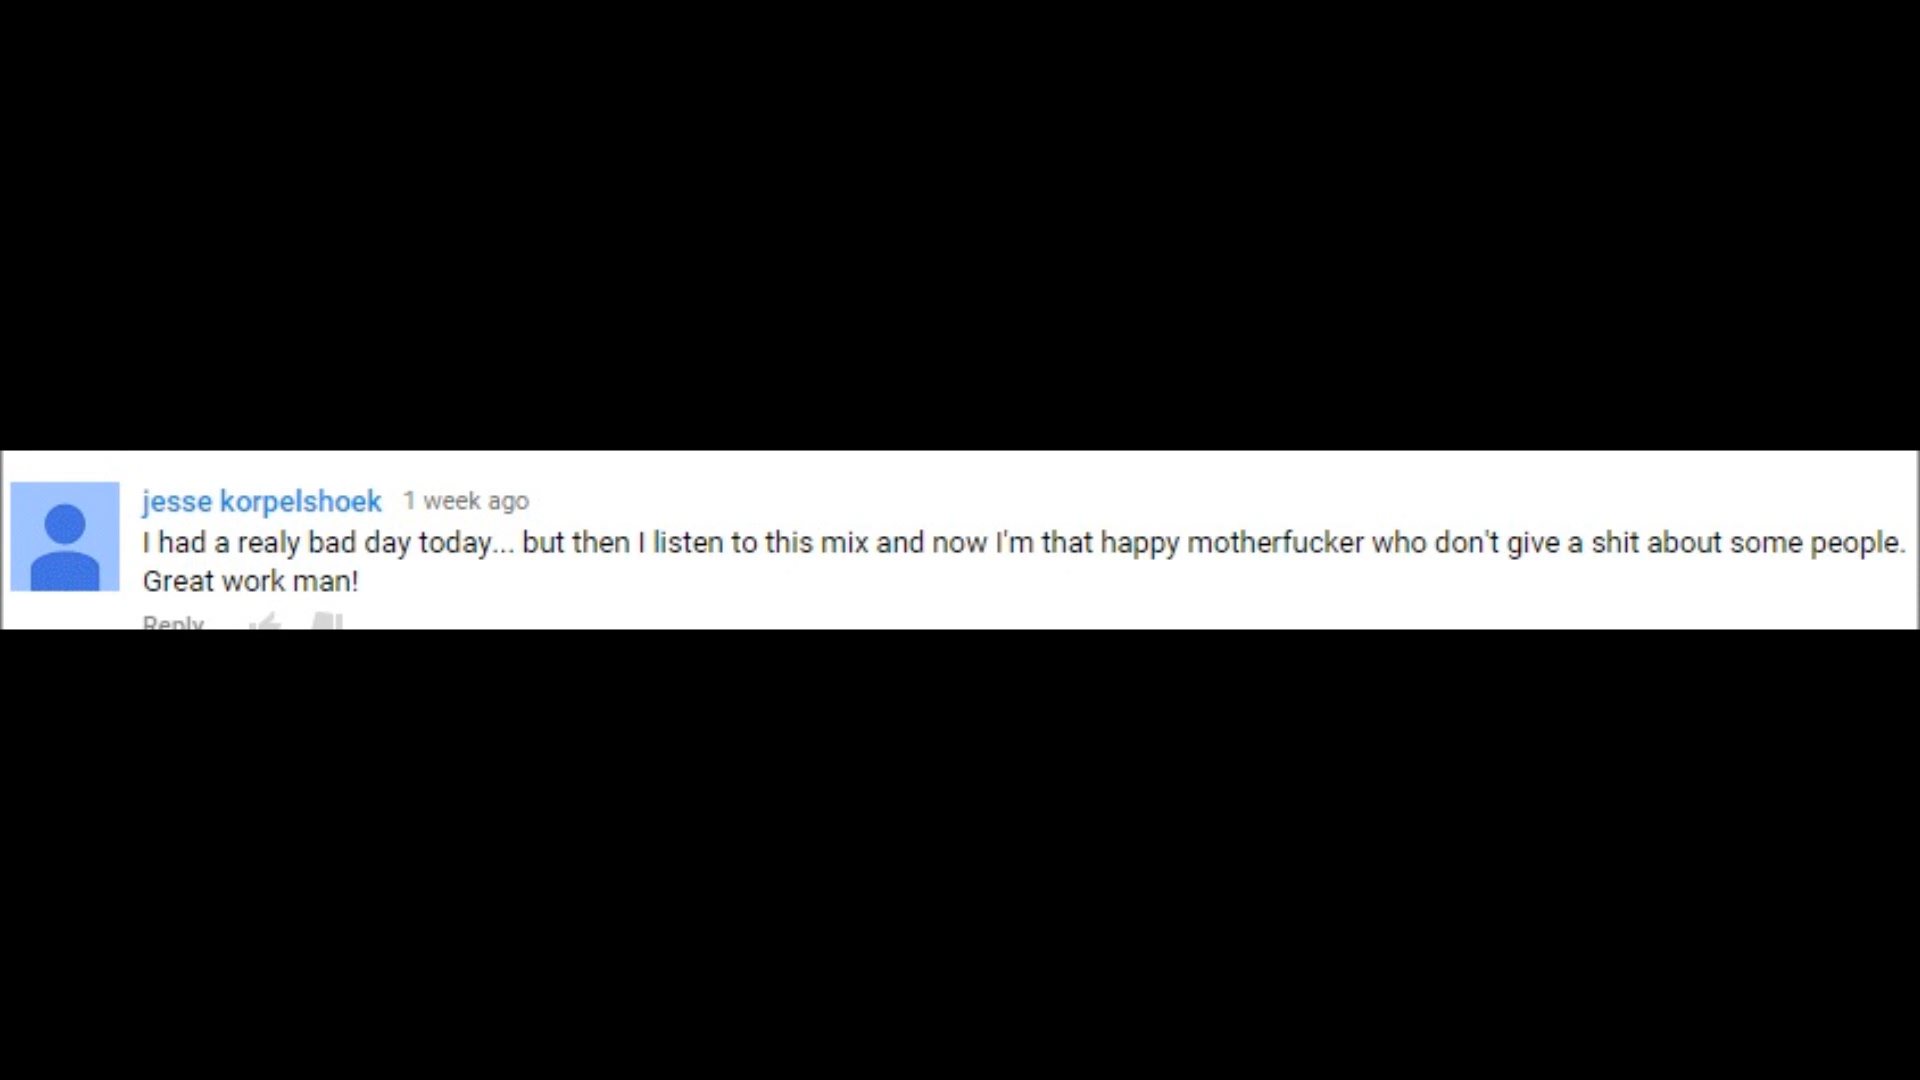 jesse korpelshoek 1 week ago
I had a realy bad day today... but then I listen to this mix and now I'm that happy motherfucker who don't give a shit about some people.
Great work man!
Reply